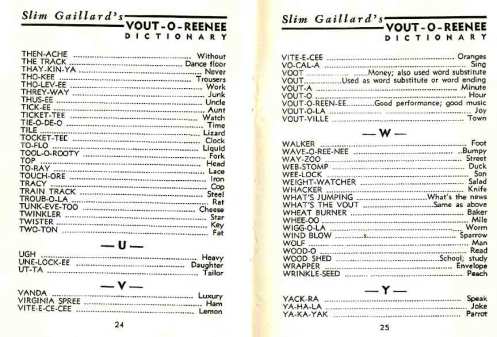 Slim Gaillard's
VOUT-O-REENEE
DICTIONARY
THEN-ACHE Without
THE TRACK Dance floor
THAY-KIN-YA Never
THO-KEE Trousers
THO-LEV-EE Work
THREY-WAY Junk
THUS-EE Uncle
TICK-EE Aunt
TICKET-TEE Watch
TIE-O-DE-O Time
TILE Lizard
TOCKET-TEE Clock
TO-FLO Liquid
TOOL-O-ROOTY Fork
TOP Head
TO-RAY Lace
TOUCH-ORE Iron
TRACY Cop
TRAIN TRACK Steel
TROUB-O-LA Rat
TUNK-EVE-TOO Cheese
TWINKLER Star
TWISTER Key
TWO-TON Fat
— U —
UGH Heavy
UNE-LOCK-EE Daughter
UT-TA Tailor
— V —
VANDA Luxury
VIRGINIA SPREE Ham
VITE-E-CE-CEE Lemon
24
Slim Gaillard's
VOUT-O-REENEE
DICTIONARY
VITE-E-CEE Oranges
VO-CAL-A Sing
VOOT Money; also used word substitute
VOUT Used as word substitute or ending
VOUT-A Minute
VOUT-O Hour
VOUT-O-REEN-EE Good performance; good music
VOUT-O-LA Joy
VOUT-VILLE Town
— W —
WALKER Foot
WAVE-O-REE-NEE Bumpy
WAY-ZOO Street
WEB-STOMP Duck
WEE-LOCK Son
WEIGHT-WATCHER Salad
WHACKER Knife
WHAT'S JUMPING What's the news
WHAT'S THE VOUT Same as above
WHEAT BURNER Baker
WHEE-OO Mile
WIGG-O-LA Worm
WIND BLOW Sparrow
WOLF Man
WOOD-O Read
WOOD SHED School; study
WRAPPER Envelope
WRINKLE-SEED Peach
— Y —
YACK-RA Speak
YA-HA-LA Joke
YA-KA-YAK Parrot
25